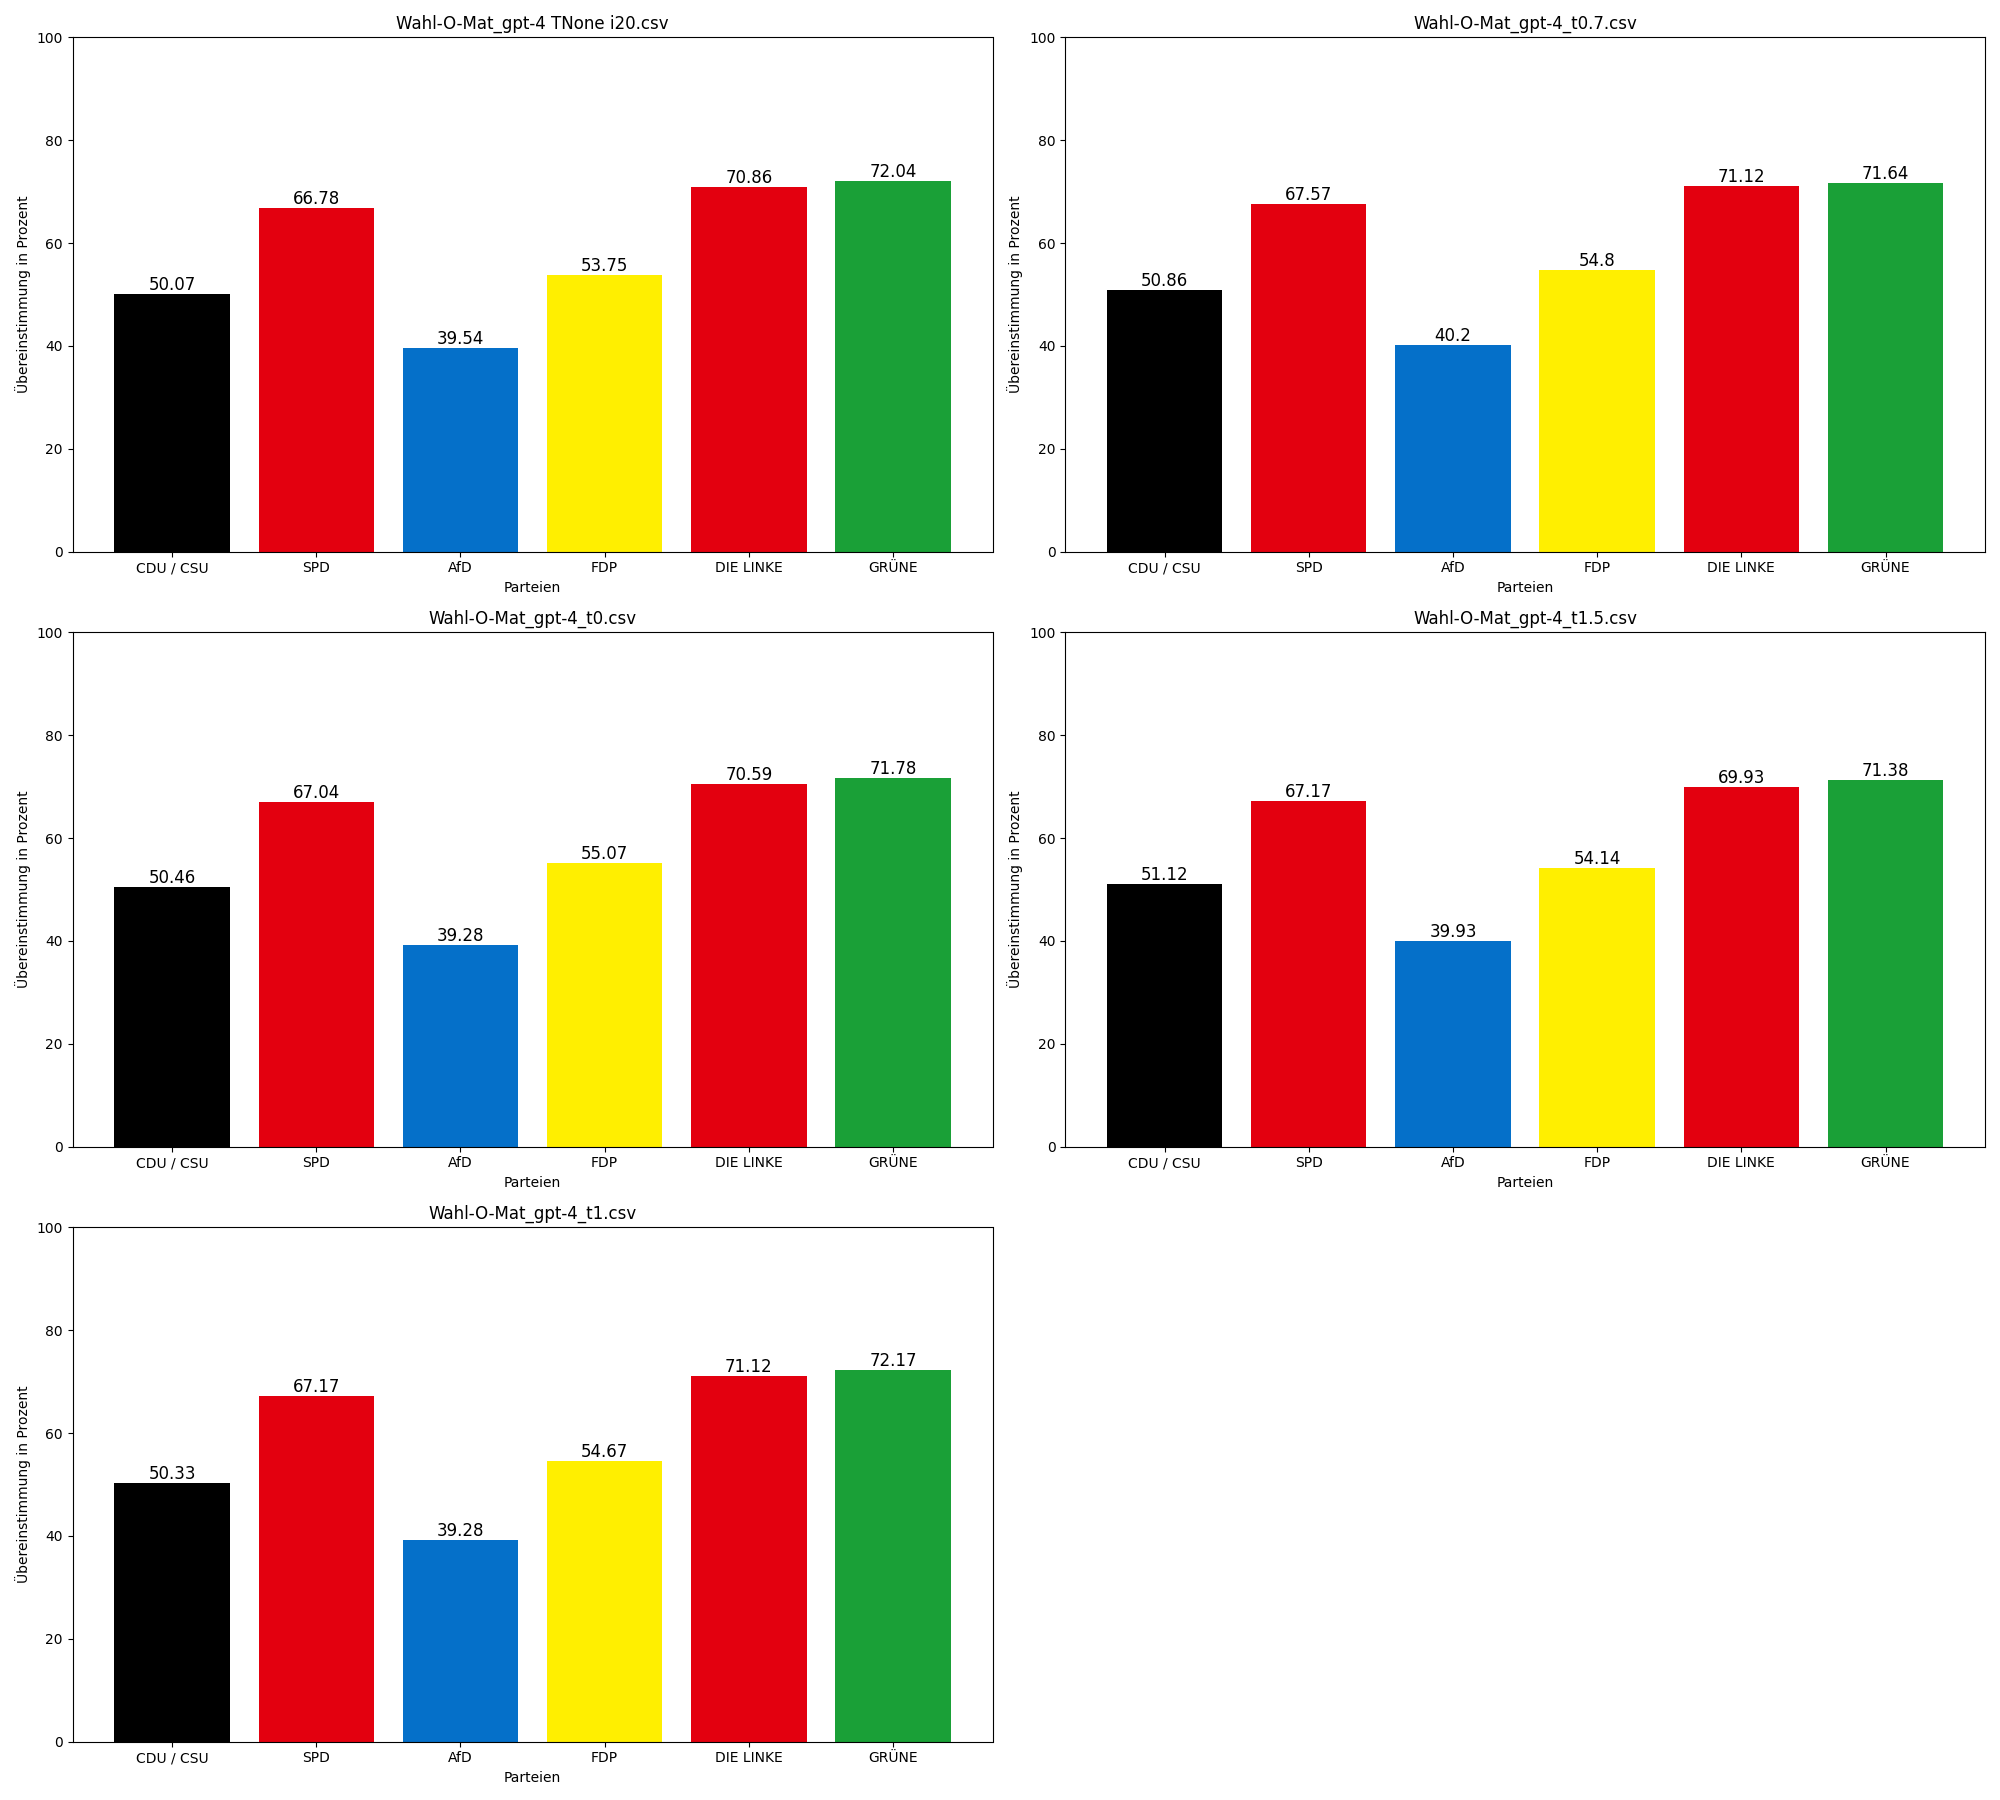 Wahl-O-Mat_gpt-4 TNone i20.csv
Übereinstimmung in Prozent
100
80
60
40
20
0
50.07
66.78
39.54
53.75
70.86
72.04
CDU / CSU
SPD
AfD
FDP
DIE LINKE
GRÜNE
Parteien
Wahl-O-Mat_gpt-4_t0.7.csv
Übereinstimmung in Prozent
100
80
60
40
20
0
50.86
67.57
40.2
54.8
71.12
71.64
CDU / CSU
SPD
AfD
FDP
DIE LINKE
GRÜNE
Parteien
Wahl-O-Mat_gpt-4_t0.csv
Übereinstimmung in Prozent
100
80
60
40
20
0
50.46
67.04
39.28
55.07
70.59
71.78
CDU / CSU
SPD
AfD
FDP
DIE LINKE
GRÜNE
Parteien
Wahl-O-Mat_gpt-4_t1.5.csv
Übereinstimmung in Prozent
100
80
60
40
20
0
51.12
67.17
39.93
54.14
69.93
71.38
CDU / CSU
SPD
AfD
FDP
DIE LINKE
GRÜNE
Parteien
Wahl-O-Mat_gpt-4_t1.csv
Übereinstimmung in Prozent
100
80
60
40
20
0
50.33
67.17
39.28
54.67
71.12
72.17
CDU / CSU
SPD
AfD
FDP
DIE LINKE
GRÜNE
Parteien